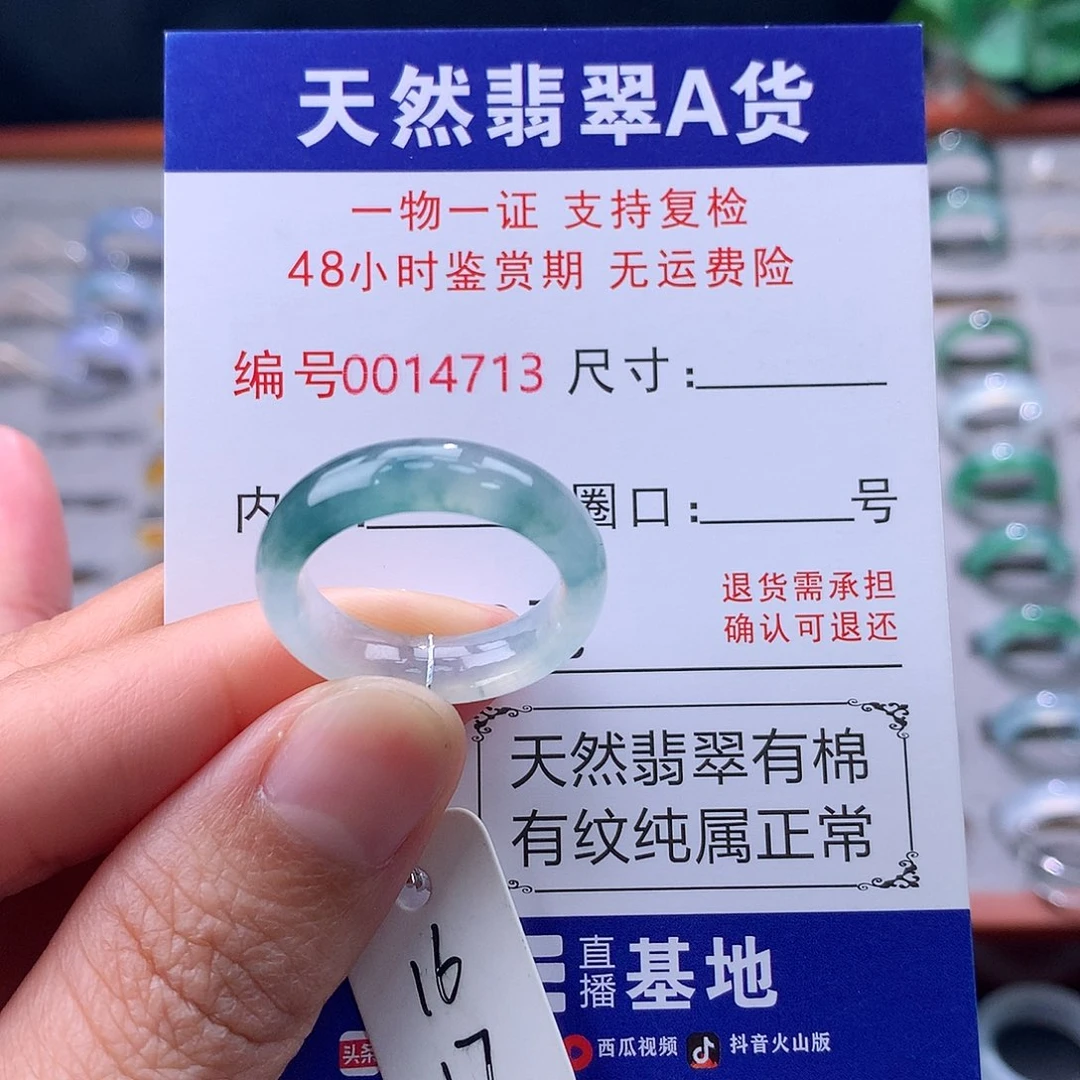 天然翡翠A货
一物一证 支持复检
48小时鉴赏期 无运费险
编号0014713 尺寸:
内 圈口: 号
退货需承担
确认可退还
天然翡翠有棉
有纹纯属正常
直播基地
头条 西瓜视频 抖音火山版
16
17